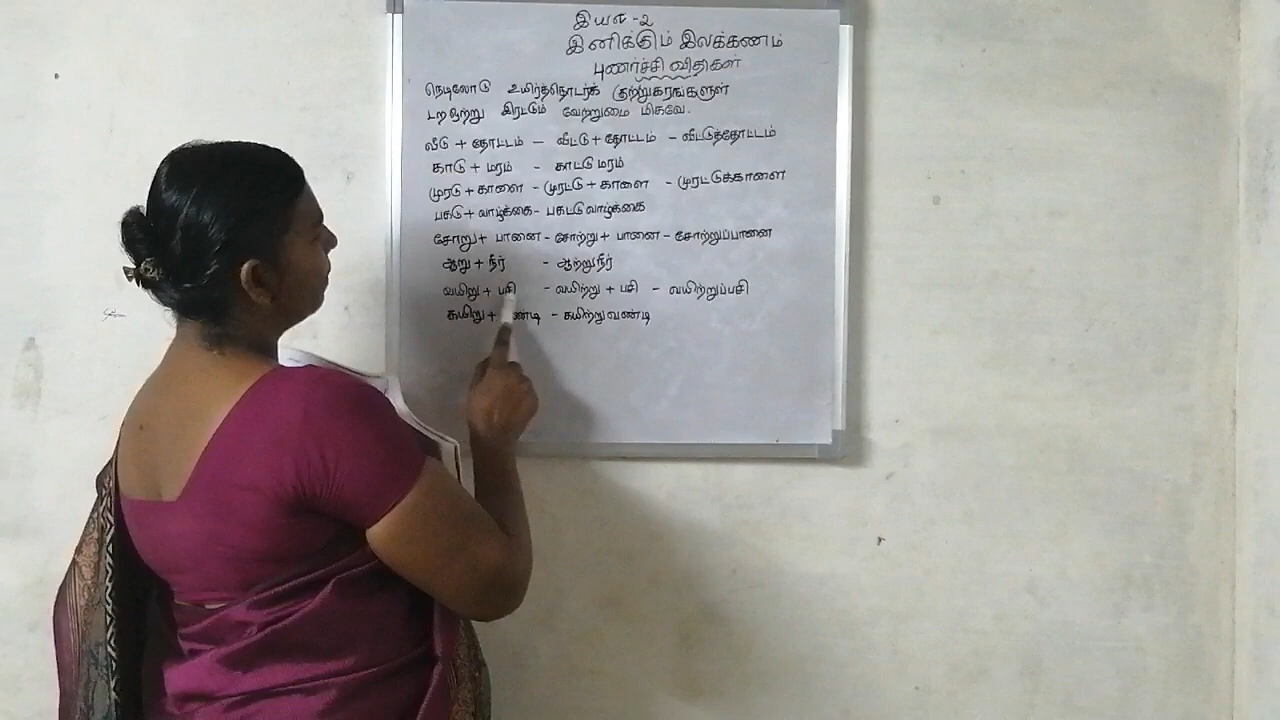 இயல் -2
இனிக்கும் இலக்கணம்
புணர்ச்சி விதிகள்
நெடிலோடு உயிர்த்தொடர்க் குற்றுகரங்களுள்
டறஒற்று இரட்டும் வேற்றுமை மிகவே.
வீடு + தோட்டம் – வீட்டு + தோட்டம் – வீட்டுத்தோட்டம்
காடு + மரம் - காட்டுமரம்
முரடு + காளை - முரட்டு + காளை - முரட்டுக்காளை
பகடு + வாழ்க்கை - பகட்டுவாழ்க்கை
சோறு + பானை - சோற்று + பானை - சோற்றுப்பானை
ஆறு + நீர் - ஆற்றுநீர்
வயிறு + பசி - வயிற்று + பசி - வயிற்றுப்பசி
கயிறு + - கயிற்றுவண்டி